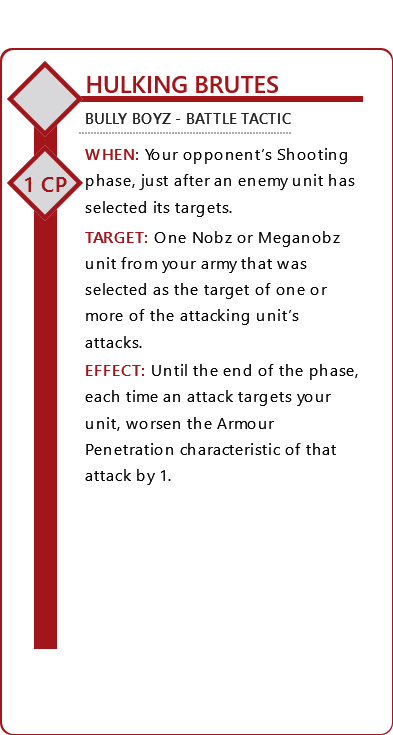 HULKING BRUTES
BULLY BOYZ - BATTLE TACTIC
WHEN: Your opponent's Shooting
phase, just after an enemy unit has
selected its targets.
1 CP
TARGET: One Nobz or Meganobz
unit from your army that was
selected as the target of one or
more of the attacking unit's
attacks.
EFFECT: Until the end of the phase,
each time an attack targets your
unit, worsen the Armour
Penetration characteristic of that
attack by 1.